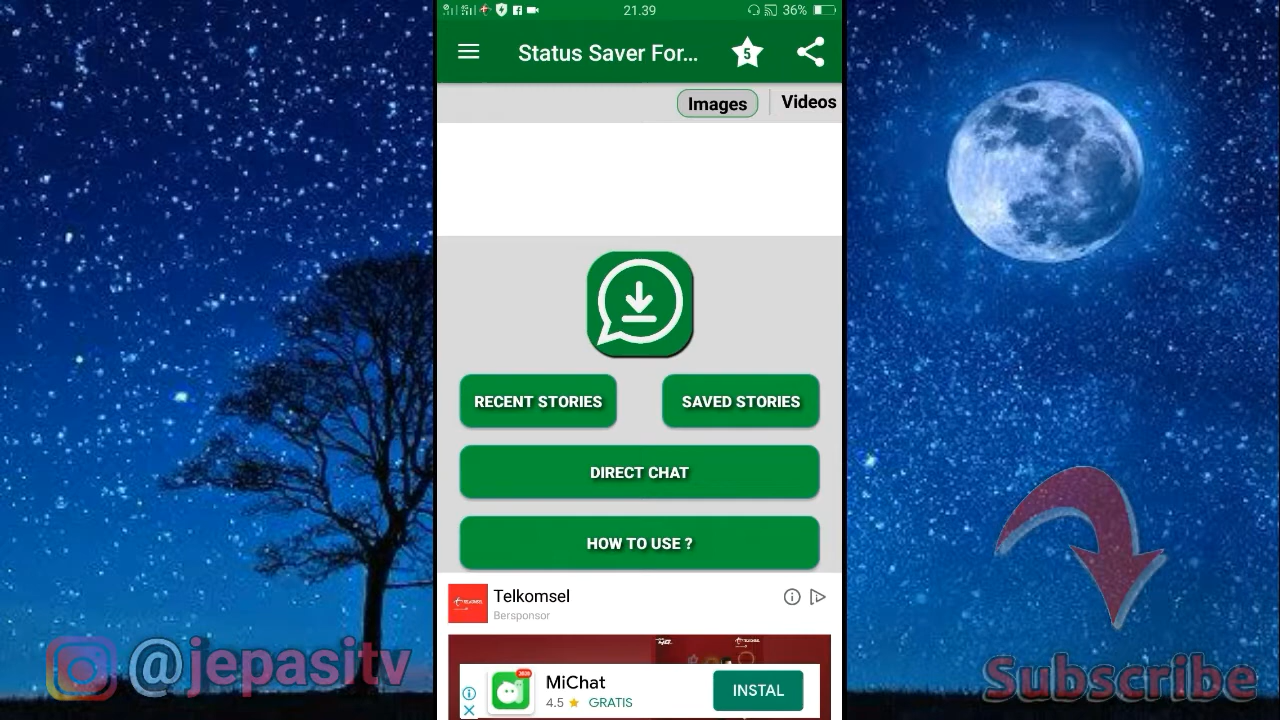 21.39
36%
Status Saver For...
5
Images
Videos
RECENT STORIES
SAVED STORIES
DIRECT CHAT
HOW TO USE ?
Telkomsel
Bersponsor
MiChat
4.5 ★ GRATIS
INSTAL
@jepasitv
Subscribe